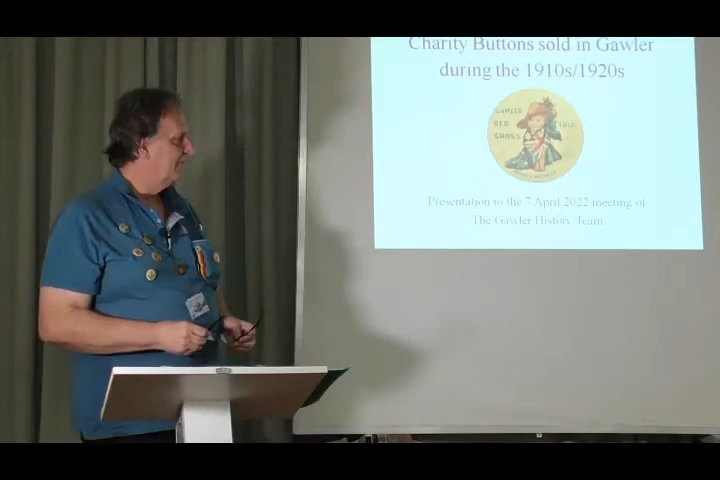 Charity Buttons sold in Gawler
during the 1910s/1920s
GAWLER
RED 1918
CROSS
Presentation to the 7 April 2022 meeting of
The Gawler History Team